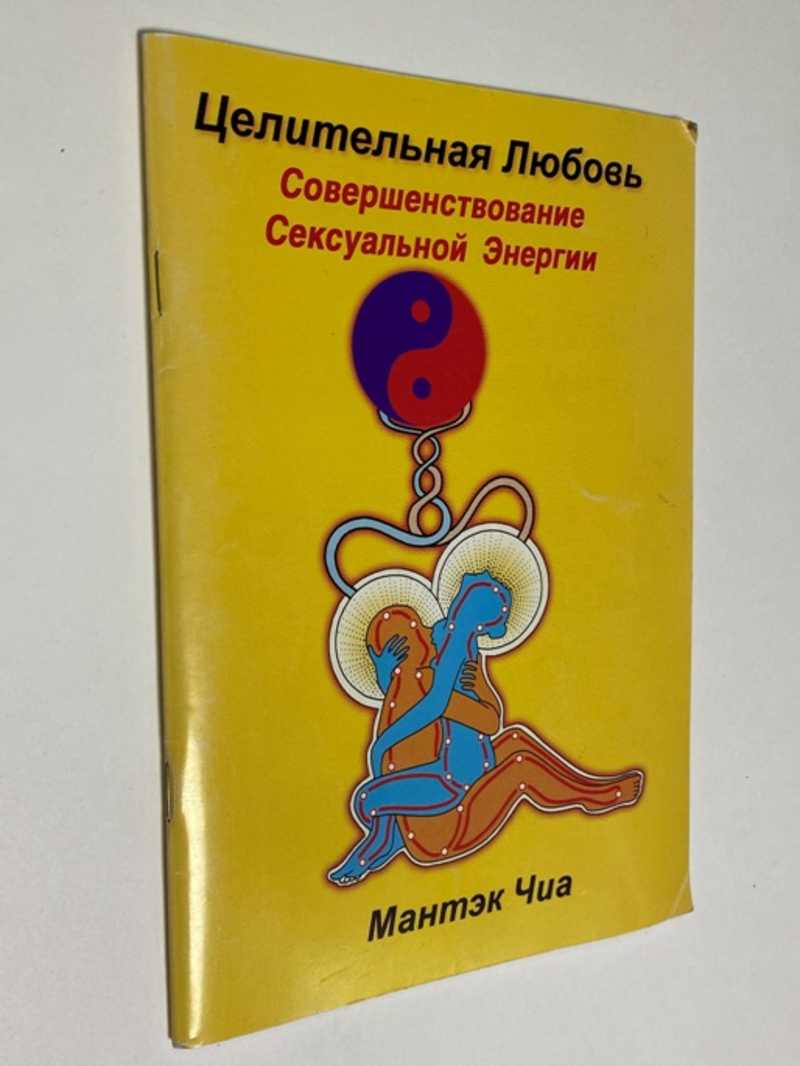 Целительная Любовь
Совершенствование
Сексуальной Энергии
Мантэк Чиа